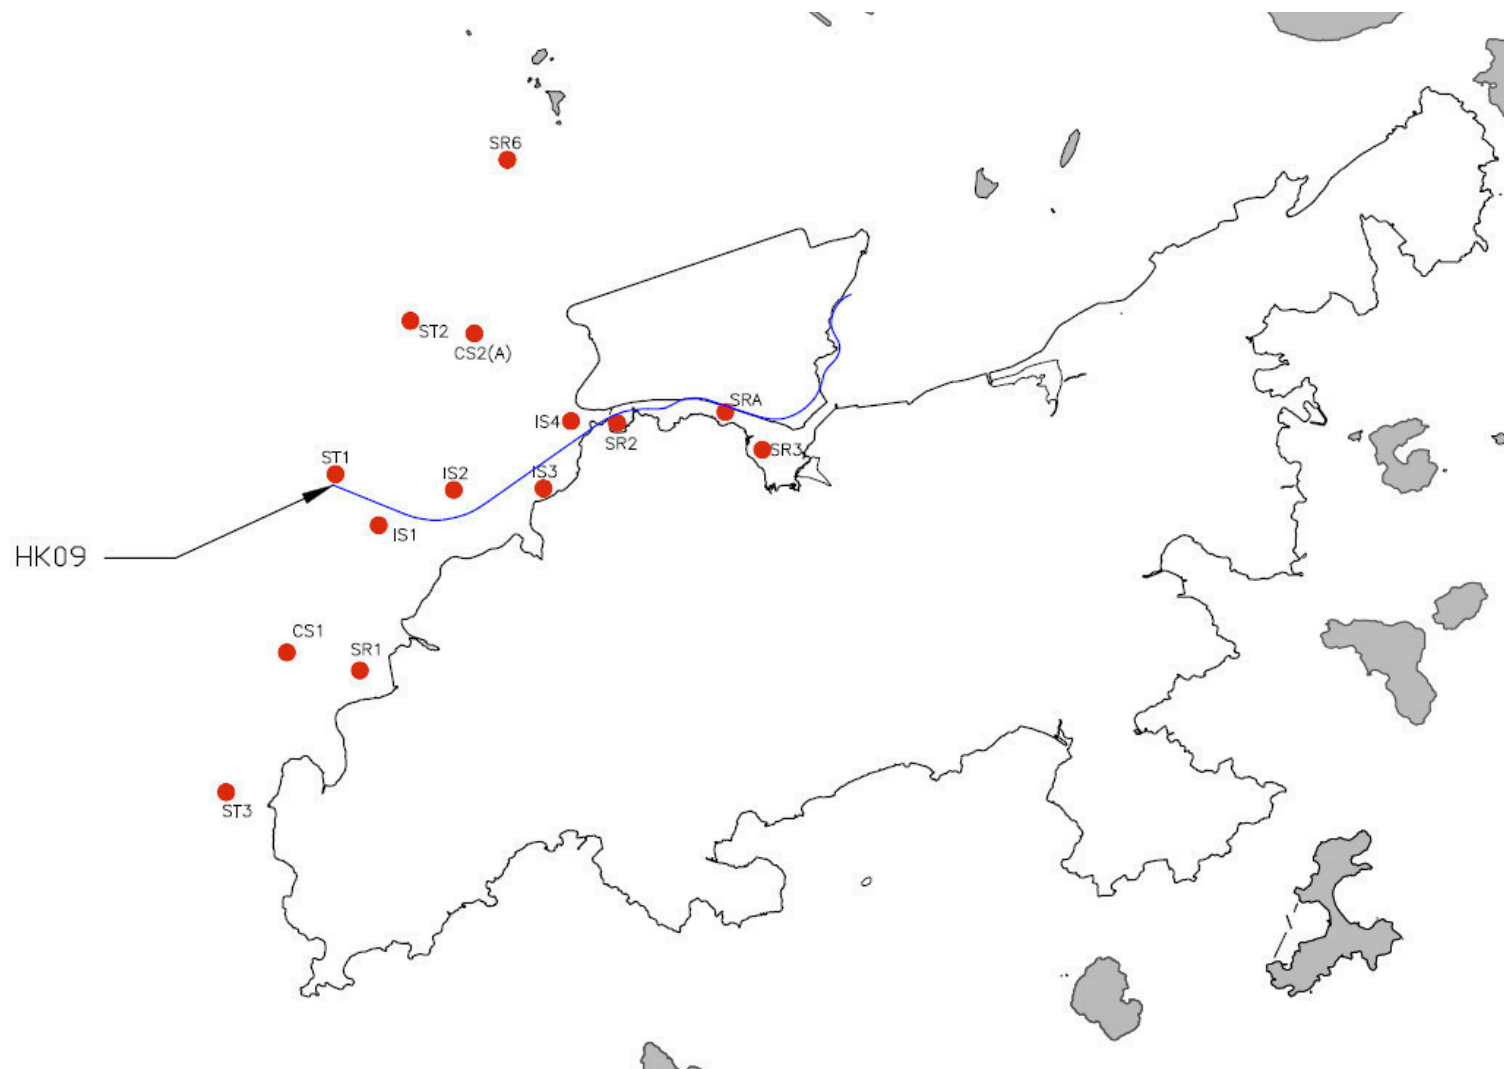 SR6
ST2
CS2(A)
SRA
IS4
SR2
SR3
ST1
IS2
IS3
IS1
HK09
CS1
SR1
ST3